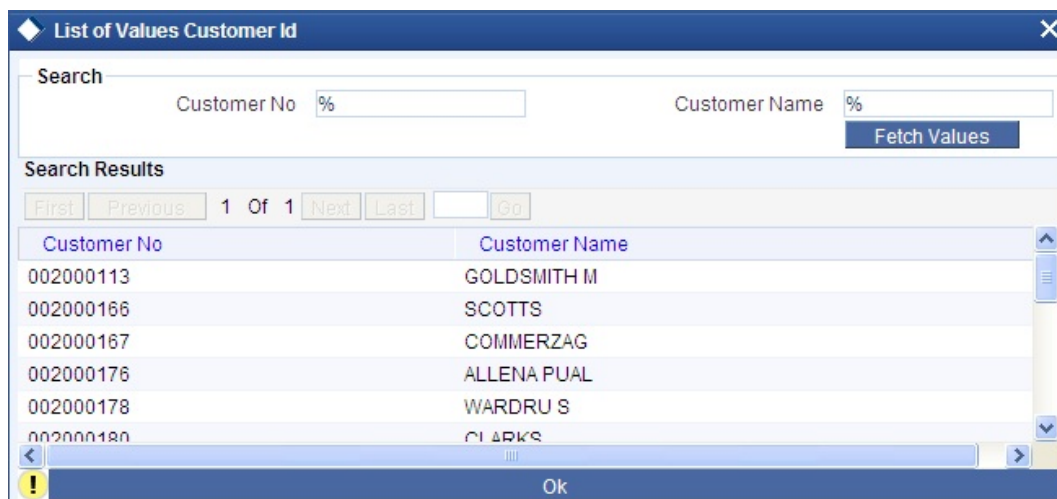 List of Values Customer Id
Search
Customer No % Customer Name %
Fetch Values
Search Results
First Previous 1 Of 1 Next Last Go
Customer No Customer Name
002000113 GOLDSMITH M
002000166 SCOTTS
002000167 COMMERZAG
002000176 ALLENA PUAL
002000178 WARDRU S
002000180 CLARKS
Ok